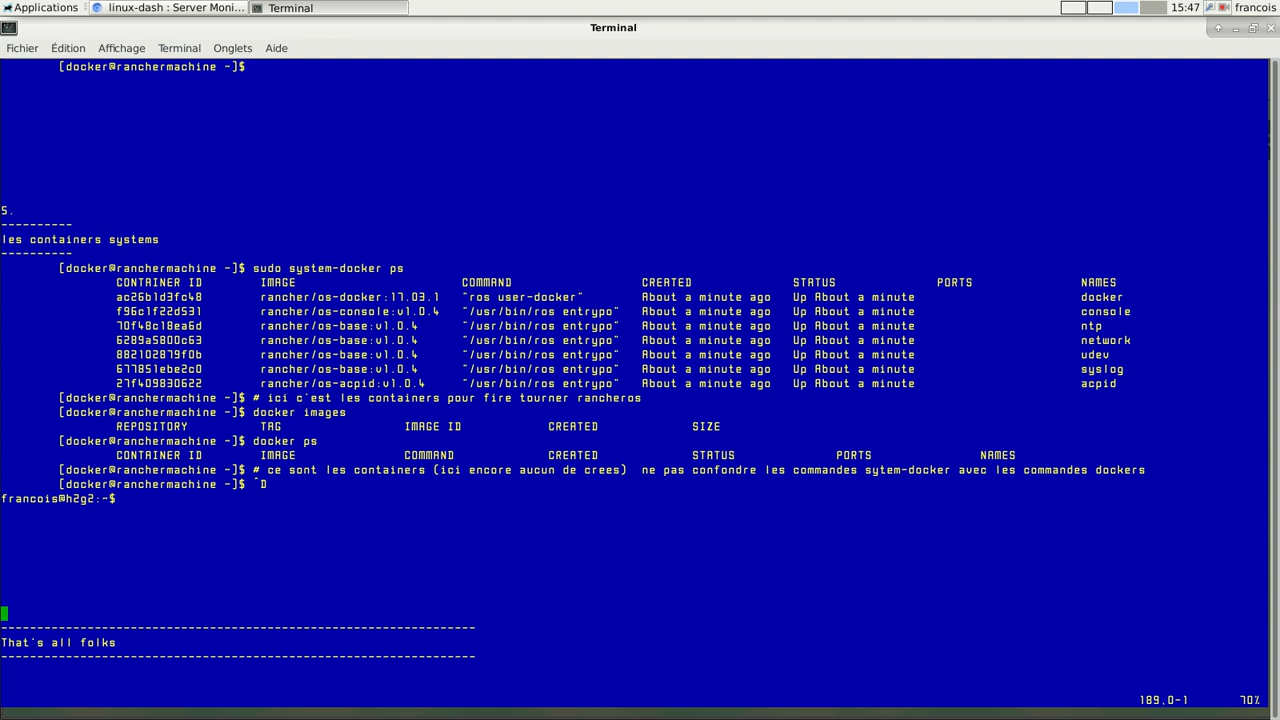 Applications linux-dash : Server Moni... Terminal 15:47 francois
Terminal
Fichier Édition Affichage Terminal Onglets Aide
[docker@ranchermachine ~]$
5.
----------
les containers systems
----------
[docker@ranchermachine ~]$ sudo system-docker ps
CONTAINER ID IMAGE COMMAND CREATED STATUS PORTS NAMES
ac26b1d3fc48 rancher/os-docker:17.03.1 "ros user-docker" About a minute ago Up About a minute docker
f96c1f22d531 rancher/os-console:v1.0.4 "/usr/bin/ros entrypo" About a minute ago Up About a minute console
70f48c18ea6d rancher/os-base:v1.0.4 "/usr/bin/ros entrypo" About a minute ago Up About a minute ntp
6289a5800c63 rancher/os-base:v1.0.4 "/usr/bin/ros entrypo" About a minute ago Up About a minute network
882102879f0b rancher/os-base:v1.0.4 "/usr/bin/ros entrypo" About a minute ago Up About a minute udev
677851ebe2c0 rancher/os-base:v1.0.4 "/usr/bin/ros entrypo" About a minute ago Up About a minute syslog
27f409830622 rancher/os-acpid:v1.0.4 "/usr/bin/ros entrypo" About a minute ago Up About a minute acpid
[docker@ranchermachine ~]$ # ici c'est les containers pour fire tourner rancheros
[docker@ranchermachine ~]$ docker images
REPOSITORY TAG IMAGE ID CREATED SIZE
[docker@ranchermachine ~]$ docker ps
CONTAINER ID IMAGE COMMAND CREATED STATUS PORTS NAMES
[docker@ranchermachine ~]$ # ce sont les containers (ici encore aucun de crees) ne pas confondre les commandes sytem-docker avec les commandes dockers
[docker@ranchermachine ~]$ ^D
francois@h2g2:~$
------------------------------------------------------------------
That's all folks
------------------------------------------------------------------
189,0-1 70%